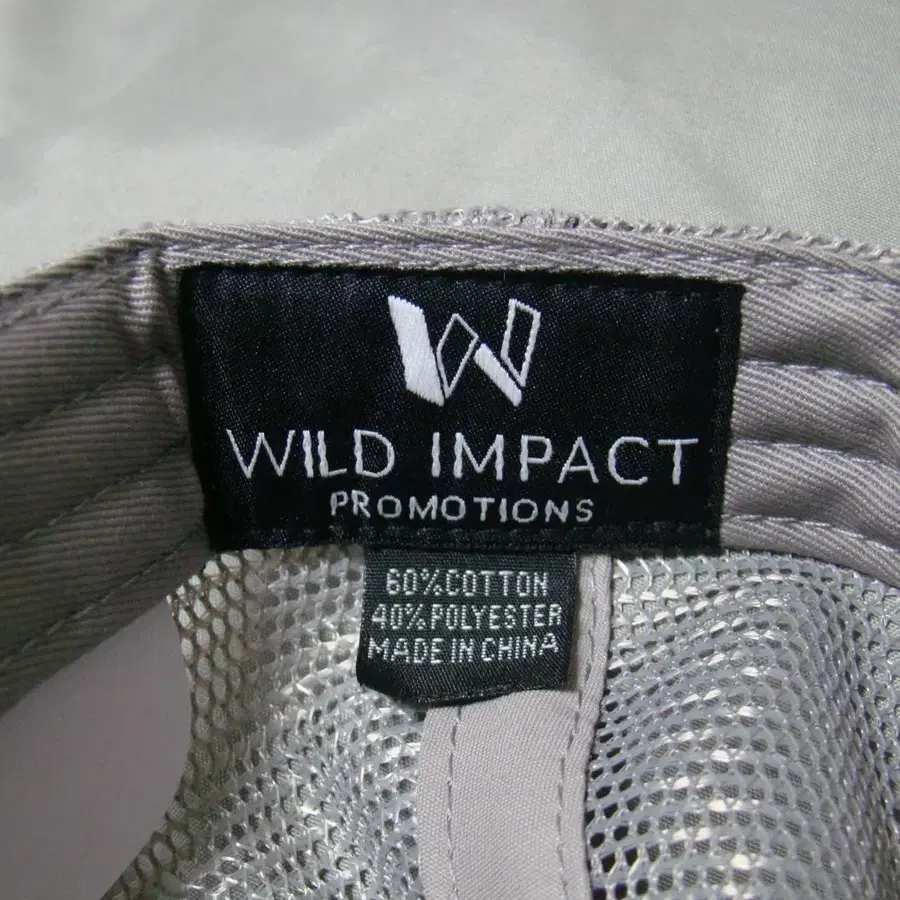 WILD IMPACT
PROMOTIONS
60%COTTON
40%POLYESTER
MADE IN CHINA